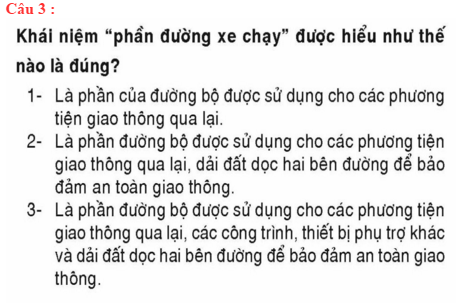 Câu 3 :
Khái niệm “phần đường xe chạy” được hiểu như thế
nào là đúng?
1- Là phần của đường bộ được sử dụng cho các phương
tiện giao thông qua lại.
2- Là phần đường bộ được sử dụng cho các phương tiện
giao thông qua lại, dải đất dọc hai bên đường để bảo
đảm an toàn giao thông.
3- Là phần đường bộ được sử dụng cho các phương tiện
giao thông qua lại, các công trình, thiết bị phụ trợ khác
và dải đất dọc hai bên đường để bảo đảm an toàn giao
thông.